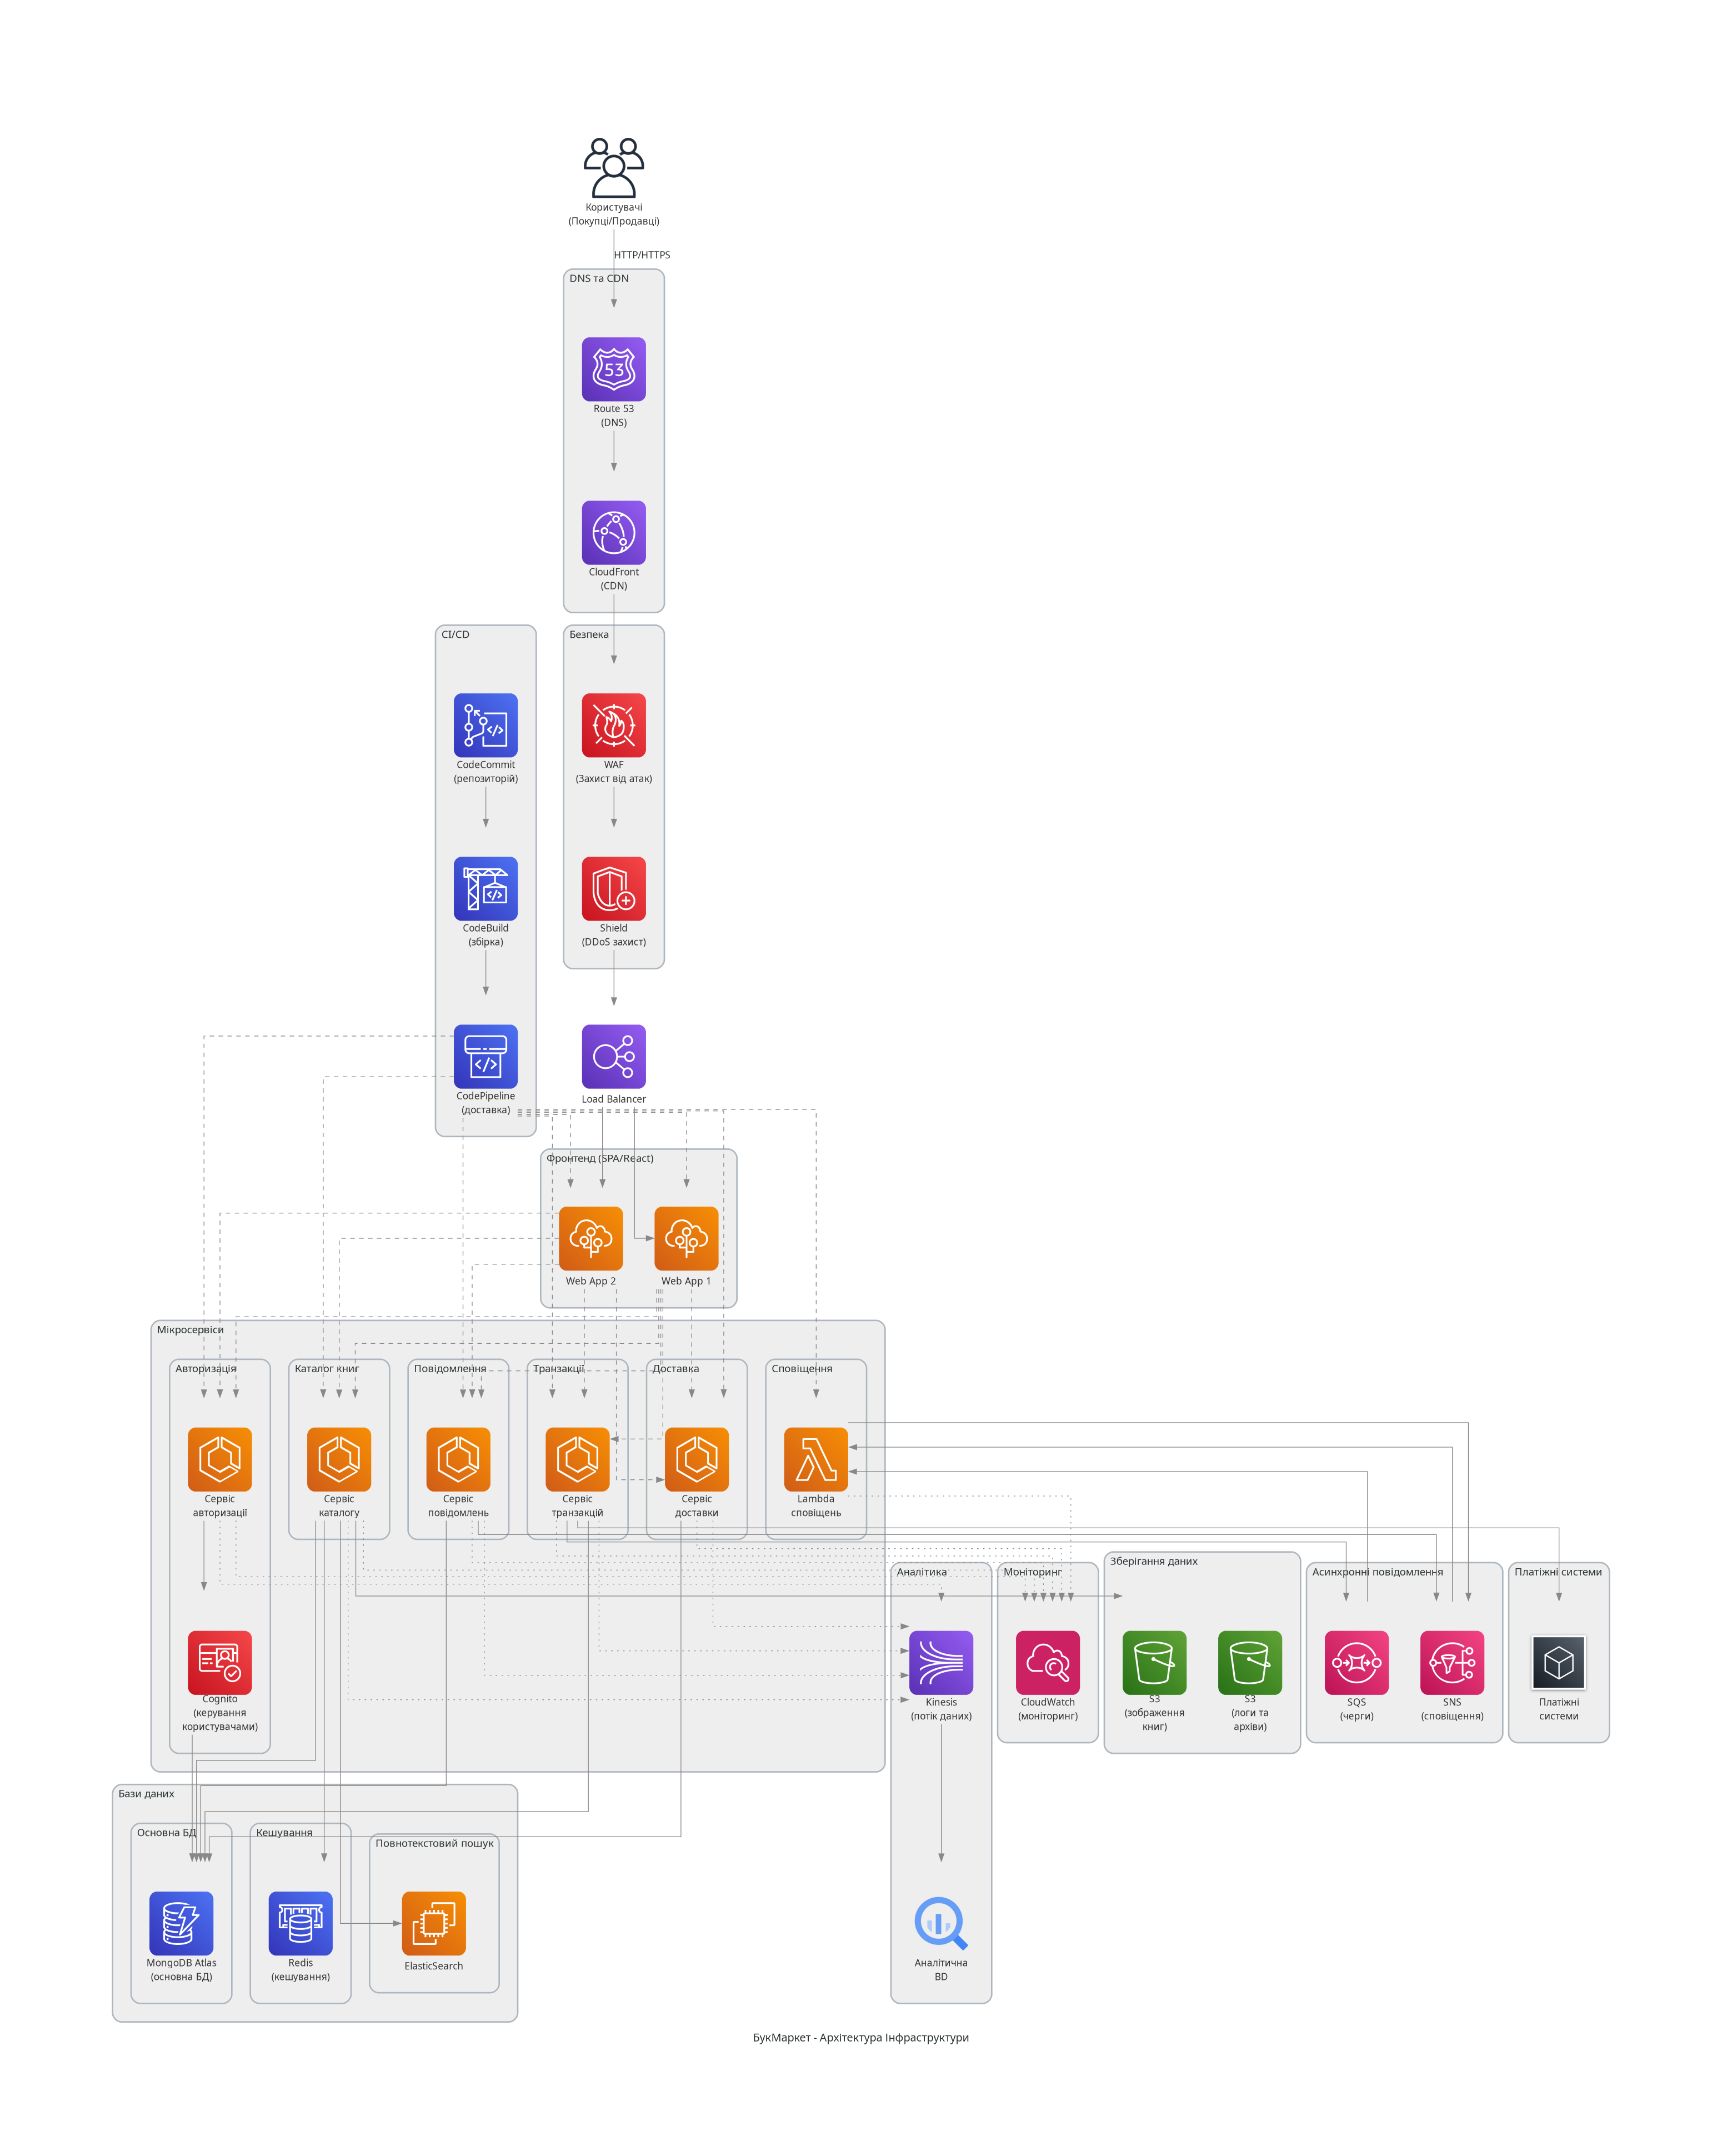 Користувачі
(Покупці/Продавці)
HTTP/HTTPS
DNS та CDN
53
Route 53
(DNS)
CloudFront
(CDN)
CI/CD
Безпека
CodeCommit
(репозиторій)
WAF
(Захист від атак)
CodeBuild
(збірка)
Shield
(DDoS захист)
CodePipeline
(доставка)
Load Balancer
Фронтенд (SPA/React)
Web App 2
Web App 1
Мікросервіси
Авторизація
Каталог книг
Повідомлення
Транзакції
Доставка
Сповіщення
Сервіс
авторизації
Сервіс
каталогу
Сервіс
повідомлень
Сервіс
транзакцій
Сервіс
доставки
Lambda
сповіщень
Аналітика
Моніторинг
Зберігання даних
Асинхронні повідомлення
Платіжні системи
Cognito
(керування
користувачами)
Kinesis
(потік даних)
CloudWatch
(моніторинг)
S3
(зображення
книг)
S3
(логи та
архіви)
SQS
(черги)
SNS
(сповіщення)
Платіжні
системи
Бази даних
Основна БД
Кешування
Повнотекстовий пошук
MongoDB Atlas
(основна БД)
Redis
(кешування)
ElasticSearch
Аналітична
BD
БукМаркет - Архітектура Інфраструктури